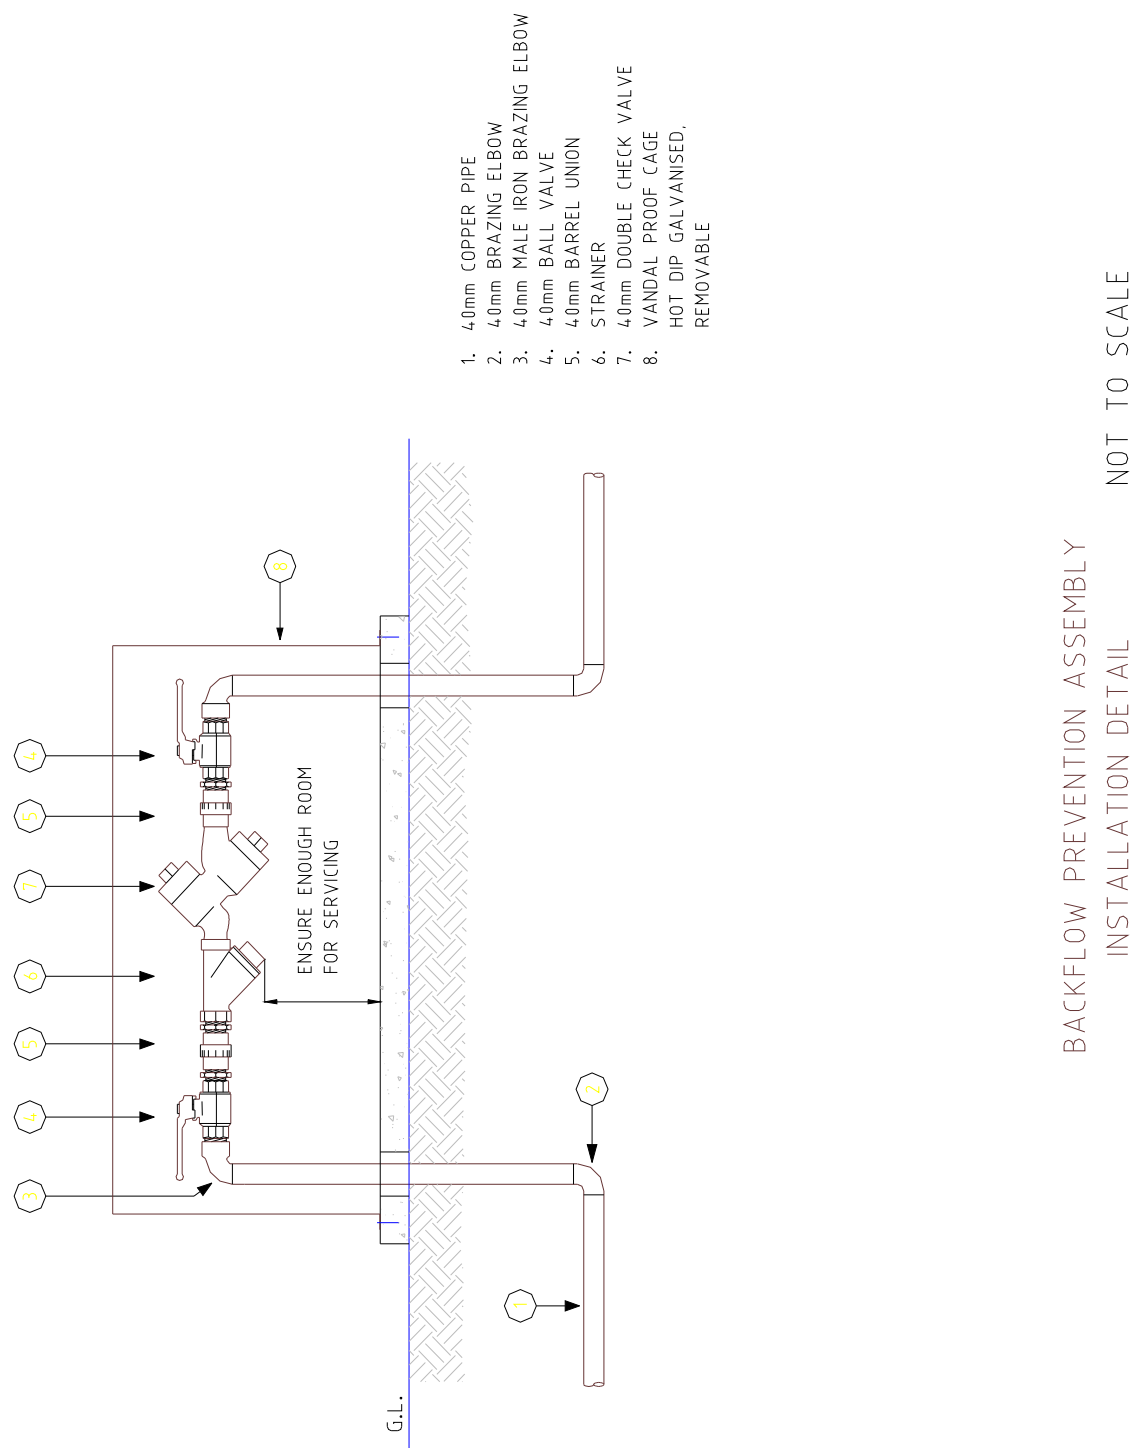 4
5
7
6
5
4
3
8
ENSURE ENOUGH ROOM
FOR SERVICING
G.L.
1
2
1. 40mm COPPER PIPE
2. 40mm BRAZING ELBOW
3. 40mm MALE IRON BRAZING ELBOW
4. 40mm BALL VALVE
5. 40mm BARREL UNION
6. STRAINER
7. 40mm DOUBLE CHECK VALVE
8. VANDAL PROOF CAGE
HOT DIP GALVANISED,
REMOVABLE
BACKFLOW PREVENTION ASSEMBLY
INSTALLATION DETAIL
NOT TO SCALE